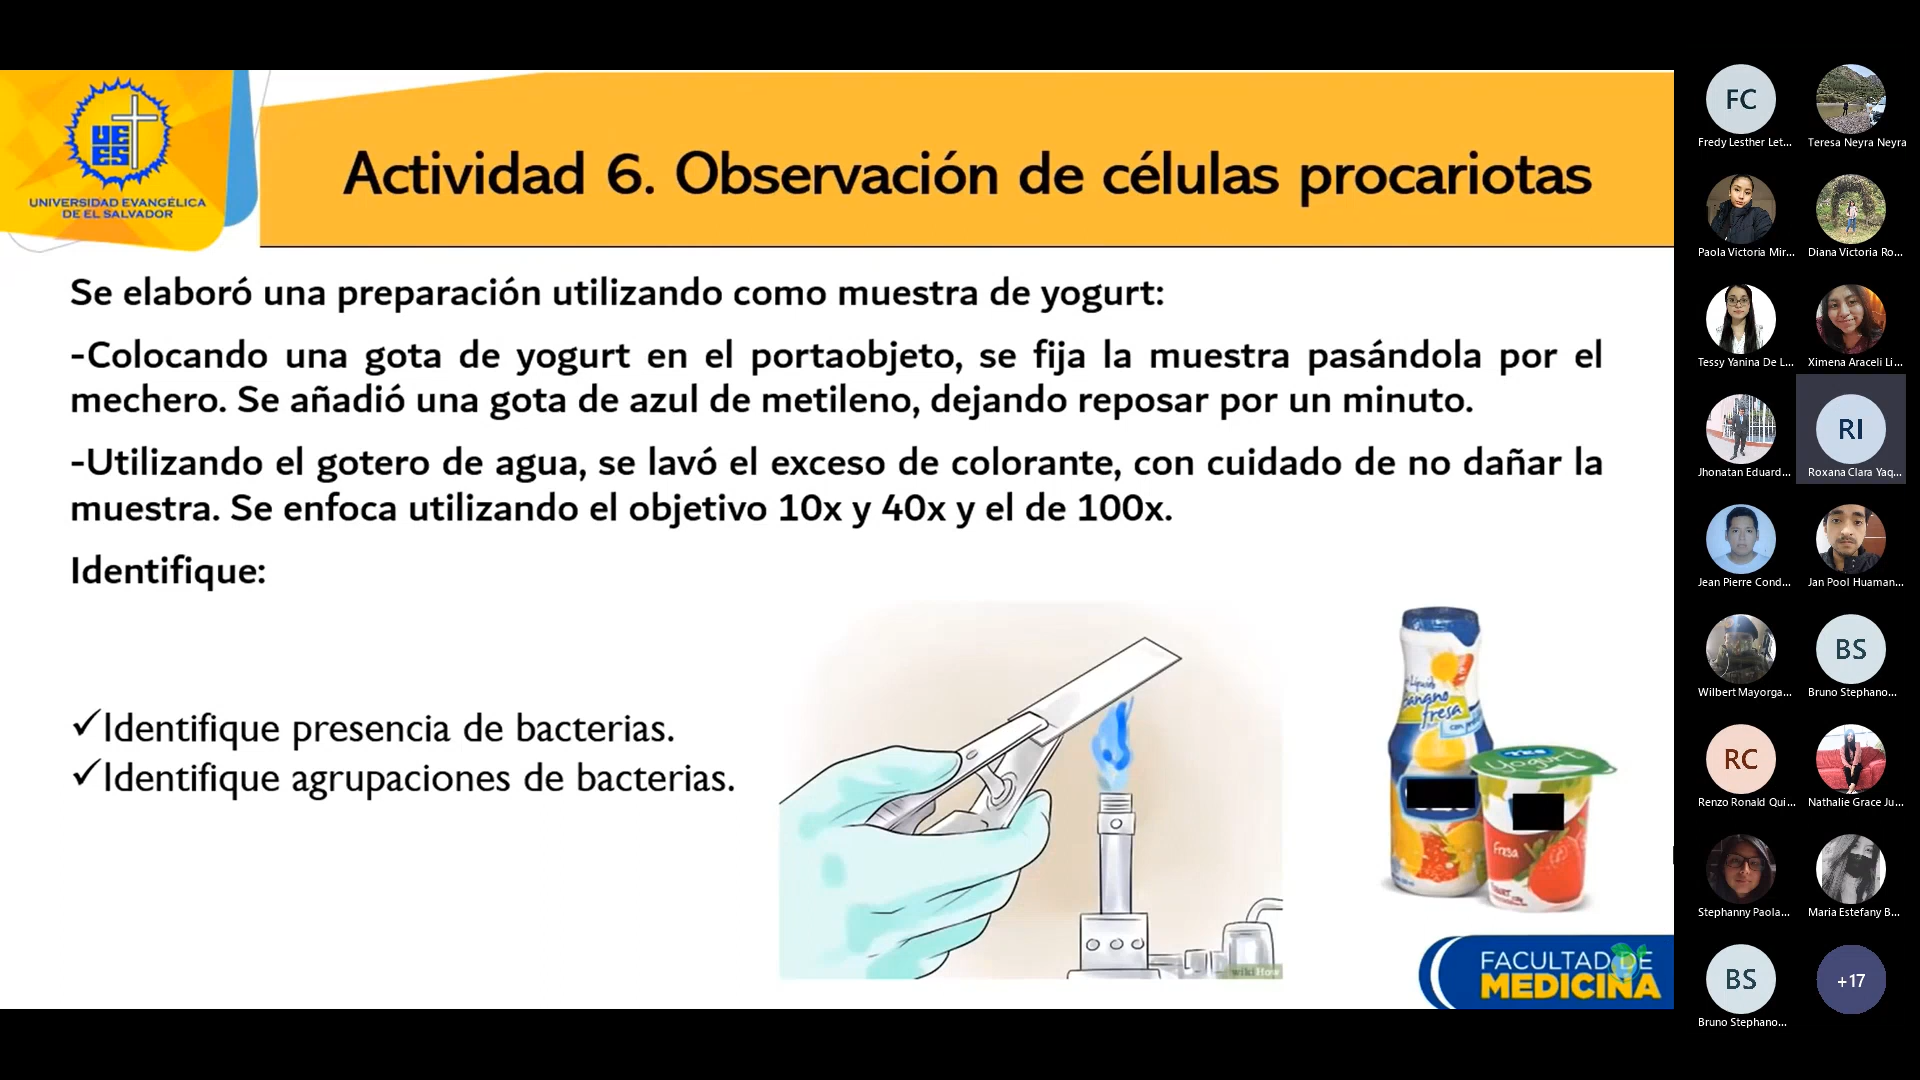 UE
ES
UNIVERSIDAD EVANGÉLICA
DE EL SALVADOR
Actividad 6. Observación de células procariotas
Se elaboró una preparación utilizando como muestra de yogurt:
-Colocando una gota de yogurt en el portaobjeto, se fija la muestra pasándola por el
mechero. Se añadió una gota de azul de metileno, dejando reposar por un minuto.
-Utilizando el gotero de agua, se lavó el exceso de colorante, con cuidado de no dañar la
muestra. Se enfoca utilizando el objetivo 10x y 40x y el de 100x.
Identifique:
✓Identifique presencia de bacterias.
✓Identifique agrupaciones de bacterias.
wikiHow
banano
fresa
Yogurt
Fresa
FACULTAD DE
MEDICINA
FC
Fredy Lesther Let...
Teresa Neyra Neyra
Paola Victoria Mir...
Diana Victoria Ro...
Tessy Yanina De L...
Ximena Araceli Li...
Jhonatan Eduard...
RI
Roxana Clara Yaq...
Jean Pierre Cond...
Jan Pool Huaman...
Wilbert Mayorga...
BS
Bruno Stephano...
RC
Renzo Ronald Qui...
Nathalie Grace Ju...
Stephanny Paola...
Maria Estefany B...
BS
Bruno Stephano...
+17